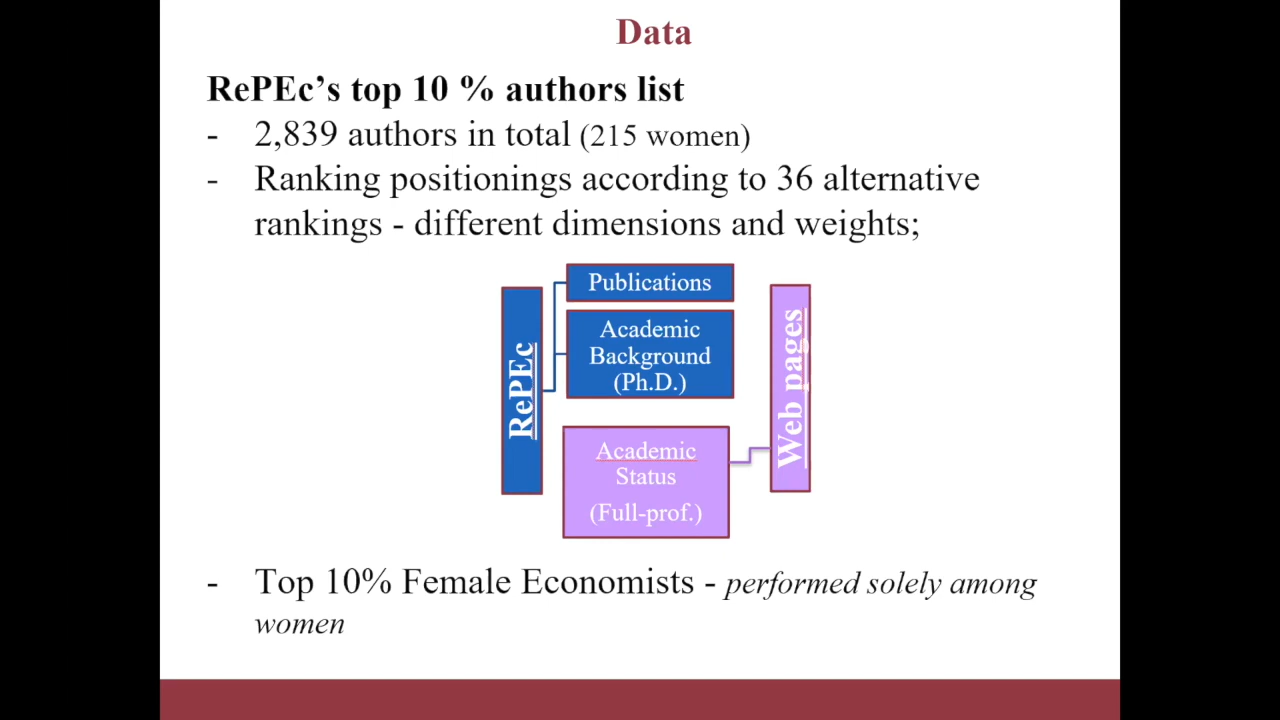 Data
RePEc's top 10 % authors list
- 2,839 authors in total (215 women)
- Ranking positionings according to 36 alternative
rankings - different dimensions and weights;
RePEc
Publications
Academic
Background
(Ph.D.)
Academic
Status
(Full-prof.)
Web pages
- Top 10% Female Economists - performed solely among
women